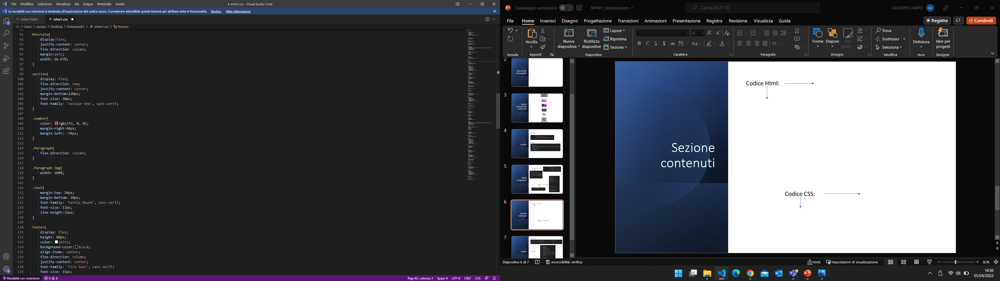 File Modifica Selezione Visualizza Vai Esegui Terminale Guida
● mhw1.css - Visual Studio Code
La modalità con restrizioni è destinata all'esplorazione del codice sicuro. Considerare attendibile questa finestra per abilitare tutte le funzionalità. Gestisci Altre informazioni
<> mhw1.html # mhw1.css ●
C: > Users > campo > Desktop > homework1 > # mhw1.css > #menu
91 #testata{
92 display:flex;
93 justify-content: center;
94 flex-direction: column;
95 margin:auto;
96 width: 66.67%;
97 }
98
99 section{
100 display: flex;
101 flex-direction: row;
102 justify-content: center;
103 margin-bottom:120px;
104 font-size: 30px;
105 font-family: 'Secular One', sans-serif;
106 }
107
108 .number{
109 color: rgb(255, 0, 0);
110 margin-right:40px;
111 margin-left: -70px;
112 }
113
114 .Paragraph{
115 flex-direction: column;
116 }
117
118 .Paragraph img{
119 width: 100%;
120 }
121
122 .text{
123 margin-top: 20px;
124 margin-bottom: 20px;
125 font-family: 'Varela Round', sans-serif;
126 font-size: 17px;
127 line-height:32px;
128 }
129
130 footer{
131 display: flex;
132 height: 80px;
133 color: white;
134 background-color: black;
135 align-items: center;
136 flex-direction: column;
137 justify-content: center;
138 font-family: 'Fira Sans', sans-serif;
139 font-size: 15px;
Modalità con restrizioni 0 0
Riga 62, colonna 3 Spazi: 4 UTF-8 CRLF CSS
Salvataggio automatico MHW1_template.pptx
Cerca (ALT+X)
GIUSEPPE CAMPO GC
File Home Inserisci Disegno Progettazione Transizioni Animazioni Presentazione Registra Revisione Visualizza Guida
Registra Condividi
Incolla
Nuova diapositiva
Riutilizza diapositive
Layout
Ripristina
Sezione
20
G C S S ab AV Aa A
Forme Disponi Stili veloci
Trova
Sostituisci
Seleziona
Dettatura
Idee per progetti
Annulla Appunti Diapositive Carattere Paragrafo Disegno Modifica Voce Designer
2
Descrizione
del progetto
3
Layout
complessivo
HTML+CSS
4
Header
5
Menù
navigazione
6
Sezione
contenuti
7
Footer
Codice Html:
Sezione
contenuti
Codice CSS:
Diapositiva 6 di 7 Accessibilità: verifica
Note Impostazioni di visualizzazione 82%
14:56
01/04/2022